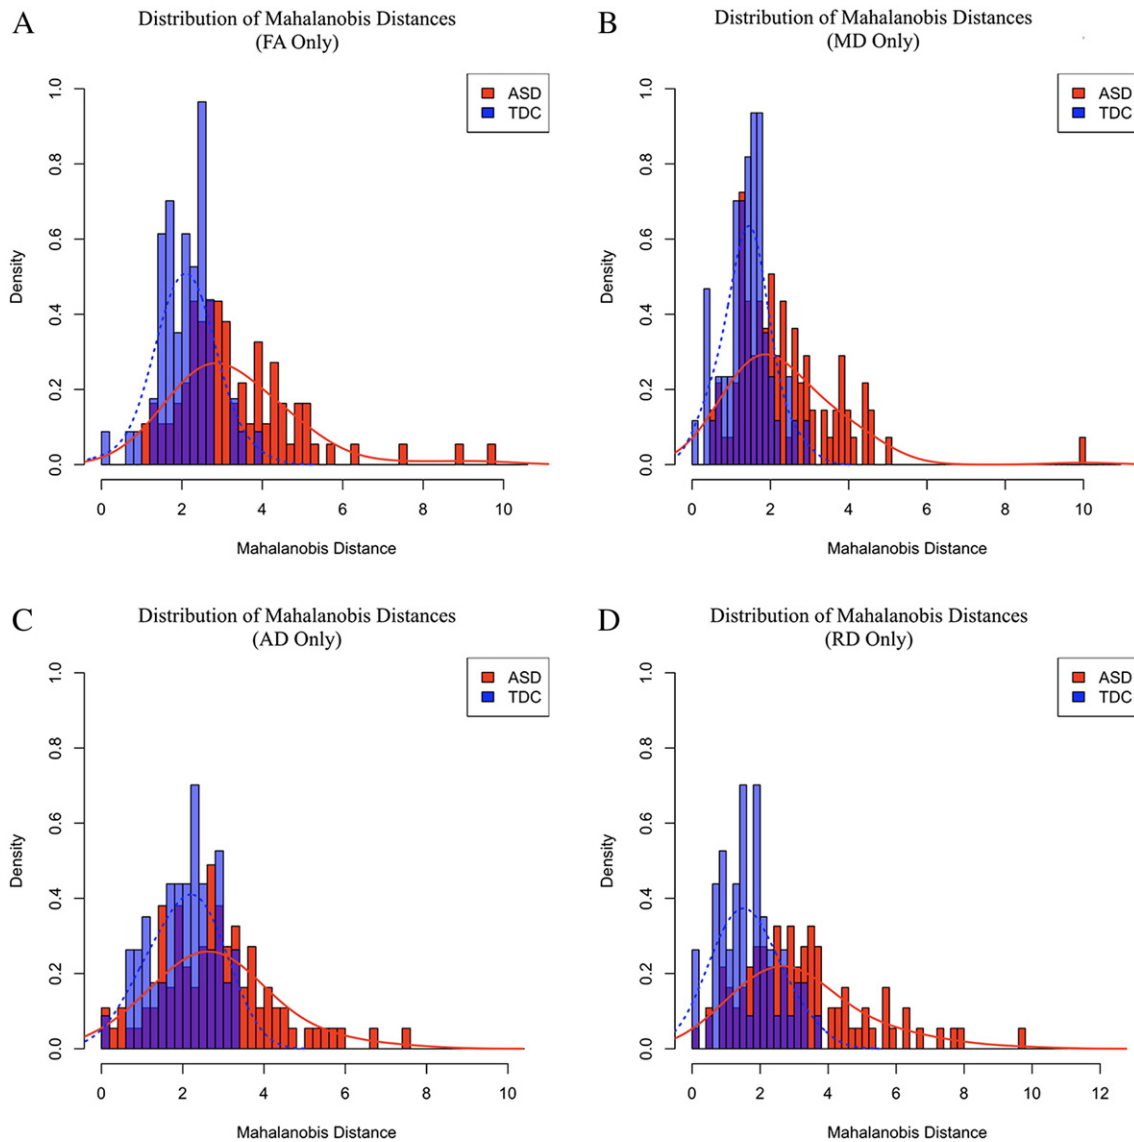 A
Distribution of Mahalanobis Distances
(FA Only)
ASD
TDC
Density
1.0
0.8
0.6
0.4
0.2
0.0
0 2 4 6 8 10
Mahalanobis Distance
B
Distribution of Mahalanobis Distances
(MD Only)
ASD
TDC
Density
1.0
0.8
0.6
0.4
0.2
0.0
0 2 4 6 8 10
Mahalanobis Distance
C
Distribution of Mahalanobis Distances
(AD Only)
ASD
TDC
Density
1.0
0.8
0.6
0.4
0.2
0.0
0 2 4 6 8 10
Mahalanobis Distance
D
Distribution of Mahalanobis Distances
(RD Only)
ASD
TDC
Density
1.0
0.8
0.6
0.4
0.2
0.0
0 2 4 6 8 10 12
Mahalanobis Distance